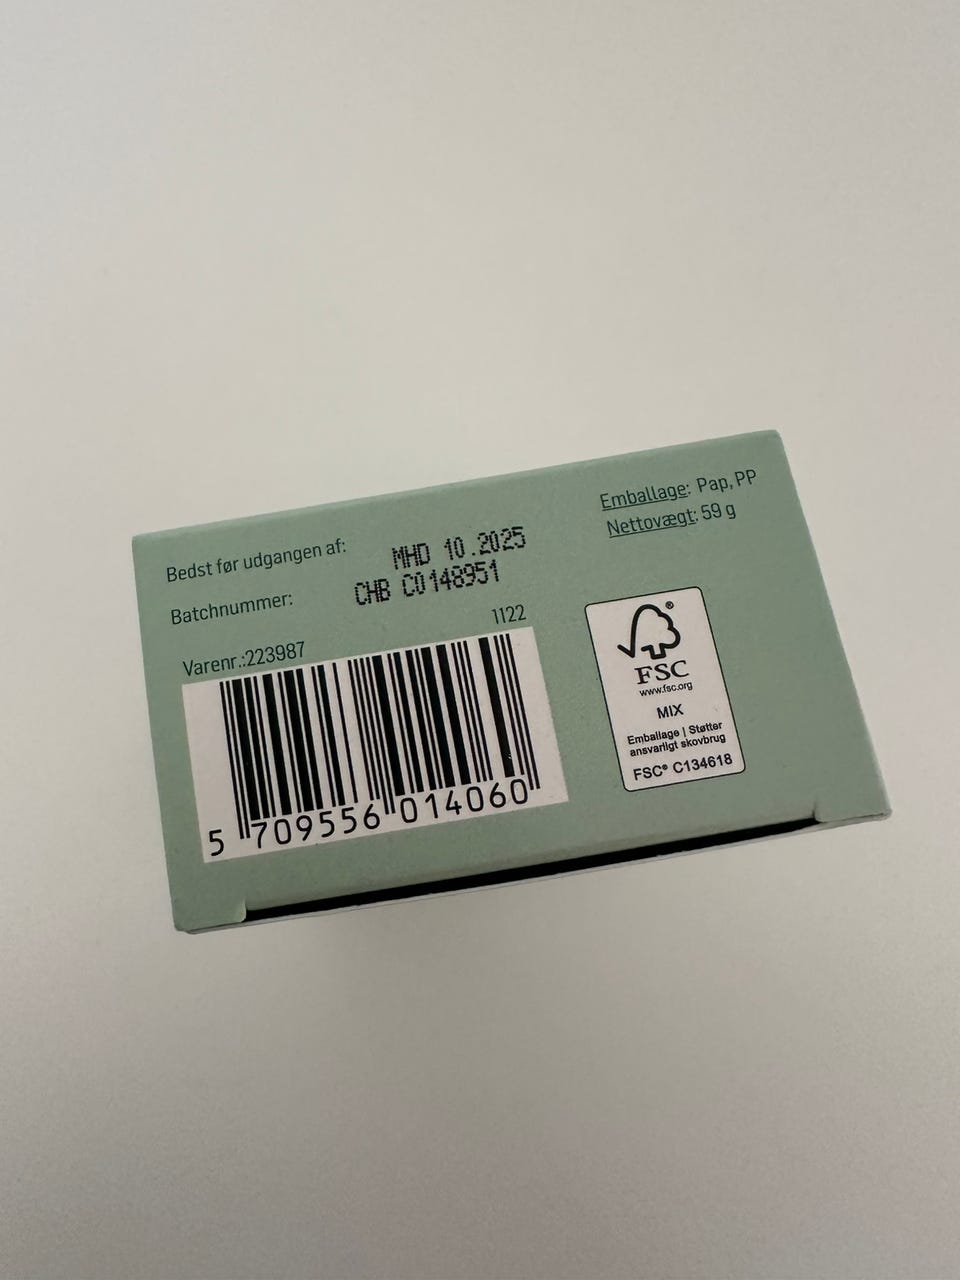 Bedst før udgangen af: MHD 10.2025
Batchnummer: CHB C0148951
Varenr.:223987 1122
5 709556 014060
Emballage: Pap, PP
Nettovægt: 59 g
®
FSC
www.fsc.org
MIX
Emballage | Støtter
ansvarligt skovbrug
FSC® C134618